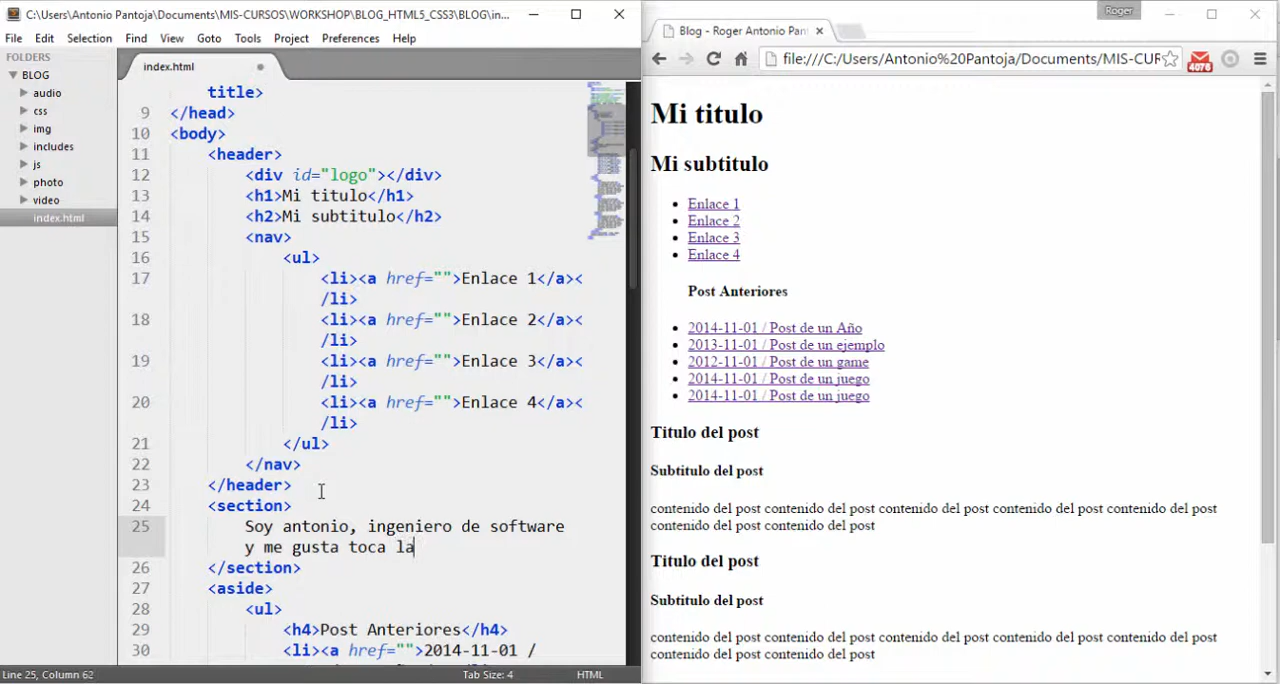 C:\Users\Antonio Pantoja\Documents\MIS-CURSOS\WORKSHOP\BLOG_HTML5_CSS3\BLOG\in...
File Edit Selection Find View Goto Tools Project Preferences Help
FOLDERS
BLOG
audio
css
img
includes
js
photo
video
index.html
index.html
title>
9 </head>
10 <body>
11 <header>
12 <div id="logo"></div>
13 <h1>Mi titulo</h1>
14 <h2>Mi subtitulo</h2>
15 <nav>
16 <ul>
17 <li><a href="">Enlace 1</a><
/li>
18 <li><a href="">Enlace 2</a><
/li>
19 <li><a href="">Enlace 3</a><
/li>
20 <li><a href="">Enlace 4</a><
/li>
21 </ul>
22 </nav>
23 </header>
24 <section>
25 Soy antonio, ingeniero de software
y me gusta toca la
26 </section>
27 <aside>
28 <ul>
29 <h4>Post Anteriores</h4>
30 <li><a href="">2014-11-01 /
Line 25, Column 62 Tab Size: 4 HTML
Roger
Blog - Roger Antonio Pan
file:///C:/Users/Antonio%20Pantoja/Documents/MIS-CUR
4078
Mi titulo
Mi subtitulo
Enlace 1
Enlace 2
Enlace 3
Enlace 4
Post Anteriores
2014-11-01 / Post de un Año
2013-11-01 / Post de un ejemplo
2012-11-01 / Post de un game
2014-11-01 / Post de un juego
2014-11-01 / Post de un juego
Titulo del post
Subtitulo del post
contenido del post contenido del post contenido del post contenido del post contenido del post
contenido del post contenido del post
Titulo del post
Subtitulo del post
contenido del post contenido del post contenido del post contenido del post contenido del post
contenido del post contenido del post